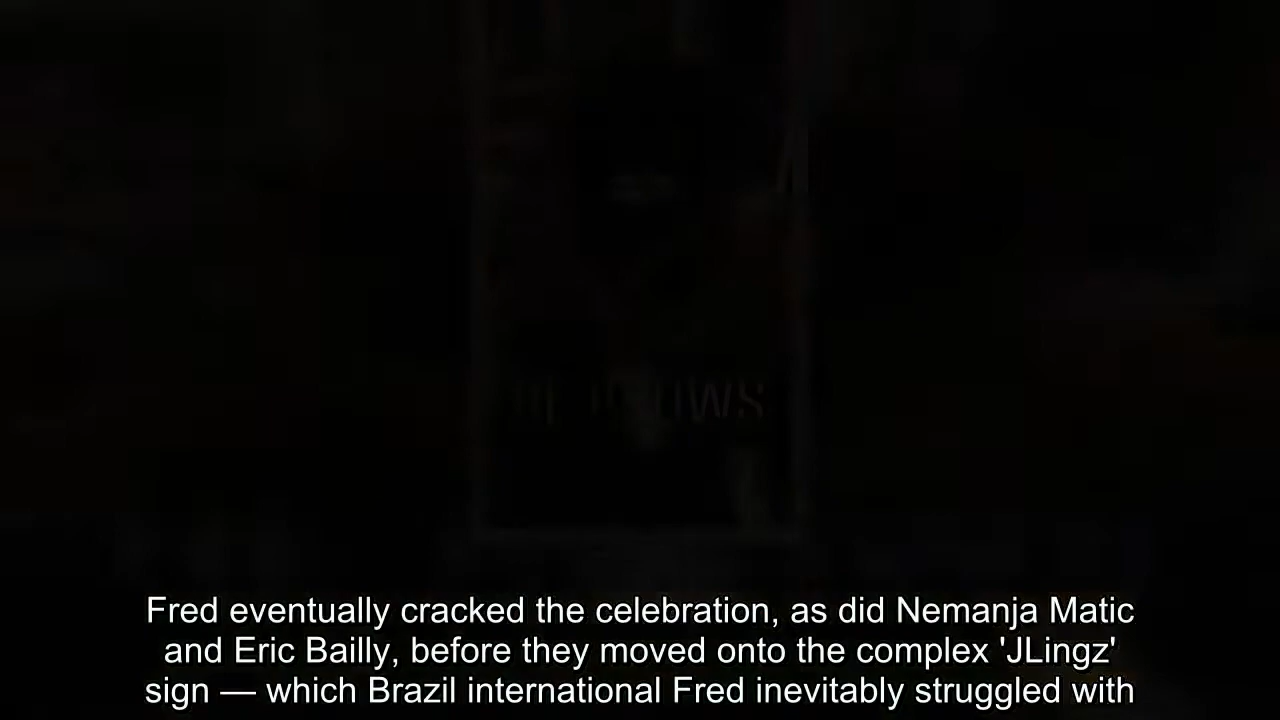 Fred eventually cracked the celebration, as did Nemanja Matic
and Eric Bailly, before they moved onto the complex 'JLingz'
sign — which Brazil international Fred inevitably struggled with